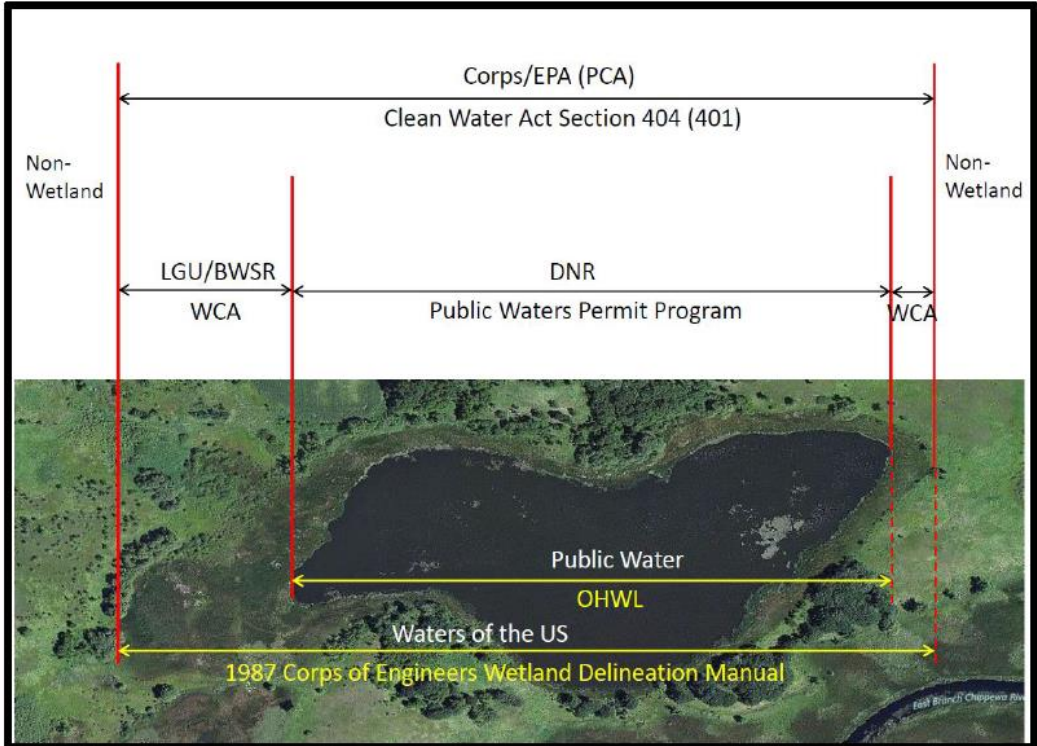 Corps/EPA (PCA)
Clean Water Act Section 404 (401)
Non-
Wetland
Non-
Wetland
LGU/BWSR
WCA
DNR
Public Waters Permit Program
WCA
Public Water
OHWL
Waters of the US
1987 Corps of Engineers Wetland Delineation Manual
East Branch Chippewa Rive